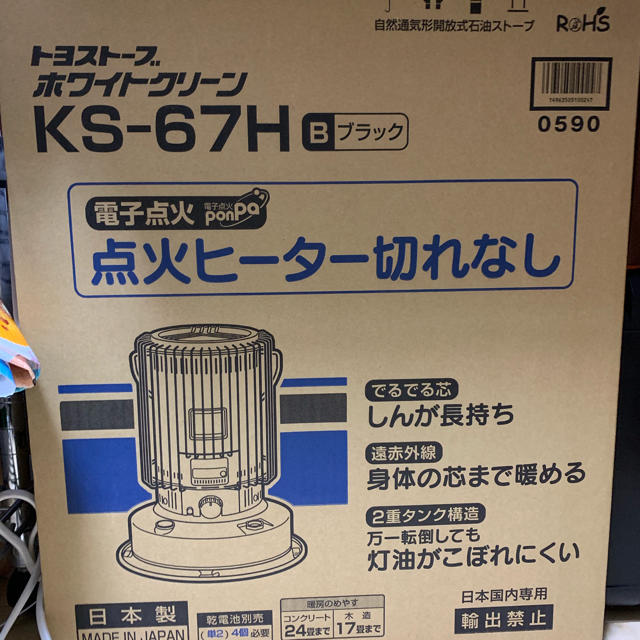 自然通気形開放式石油ストーブ
RoHS
トヨストーブ
ホワイトクリーン
KS-67H B ブラック
0590
電子点火 電子点火 ponpa
点火ヒーター切れなし
でるでる芯
しんが長持ち
遠赤外線
身体の芯まで暖める
2重タンク構造
万一転倒しても
灯油がこぼれにくい
日本製
MADE IN JAPAN
乾電池別売
(単2) 4個 必要
暖房のめやす
コンクリート 木造
24畳まで 17畳まで
日本国内専用
輸出禁止